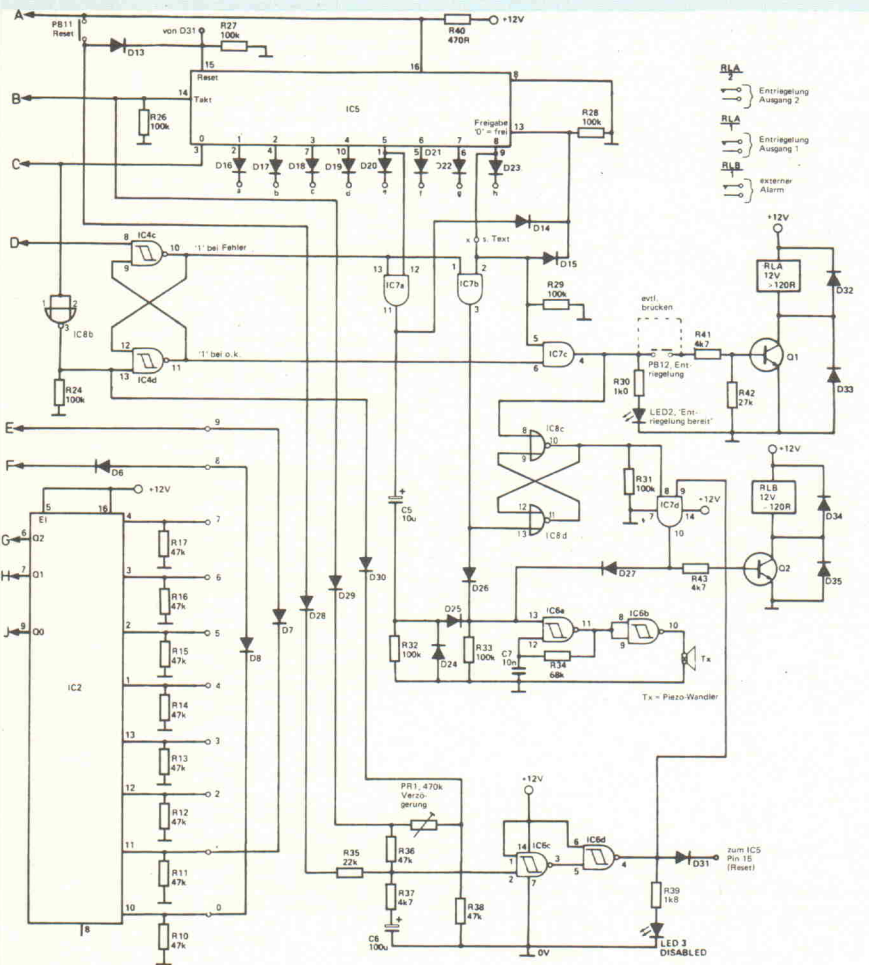 A
PB11
Reset
von D31
R27
100k
R40
470R
+12V
D13
15
Reset
16
8
B
14
Takt
IC5
Freigabe
'0' = frei
13
R28
100k
R26
100k
C
0
1
2
3
4
5
6
7
8
3
2
4
7
10
1
5
6
9
D16
D17
D18
D19
D20
D21
D22
D23
a
b
c
d
e
f
g
h
RLA
2
Entriegelung
Ausgang 2
RLA
1
Entriegelung
Ausgang 1
RLB
1
externer
Alarm
D
8
9
IC4c
10
'1' bei Fehler
13
12
IC7a
11
1
2
IC7b
3
x
s. Text
D14
D15
R29
100k
+12V
RLA
12V
>120R
D32
D33
1
2
3
IC8b
12
13
IC4d
11
'1' bei o.k.
5
6
IC7c
4
evtl.
brücken
PB12, Ent-
riegelung
R41
4k7
Q1
R24
100k
R30
1k0
LED2, 'Ent-
riegelung bereit'
R42
27k
E
9
F
D6
8
8
9
IC8c
10
12
13
IC8d
11
R31
100k
8
9
7
IC7d
14
+12V
10
RLB
12V
~120R
D34
D35
5
16
+12V
EI
G
6
Q2
H
7
Q1
J
9
Q0
IC2
8
4
R17
47k
7
3
R16
47k
6
2
R15
47k
5
1
R14
47k
4
13
R13
47k
3
12
R12
47k
2
11
R11
47k
10
R10
47k
0
D8
D7
D28
D29
D30
C5
10u
+
D26
D27
R43
4k7
Q2
D25
13
12
IC6a
11
8
9
IC6b
10
R32
100k
D24
R33
100k
C7
10n
R34
68k
Tx
Tx = Piezo-Wandler
PR1, 470k
Verzö-
gerung
+12V
R35
22k
R36
47k
R37
4k7
C6
100u
+
R38
47k
14
IC6c
1
2
7
3
6
5
IC6d
4
D31
zum IC5
Pin 15
(Reset)
R39
1k8
LED 3
DISABLED
0V